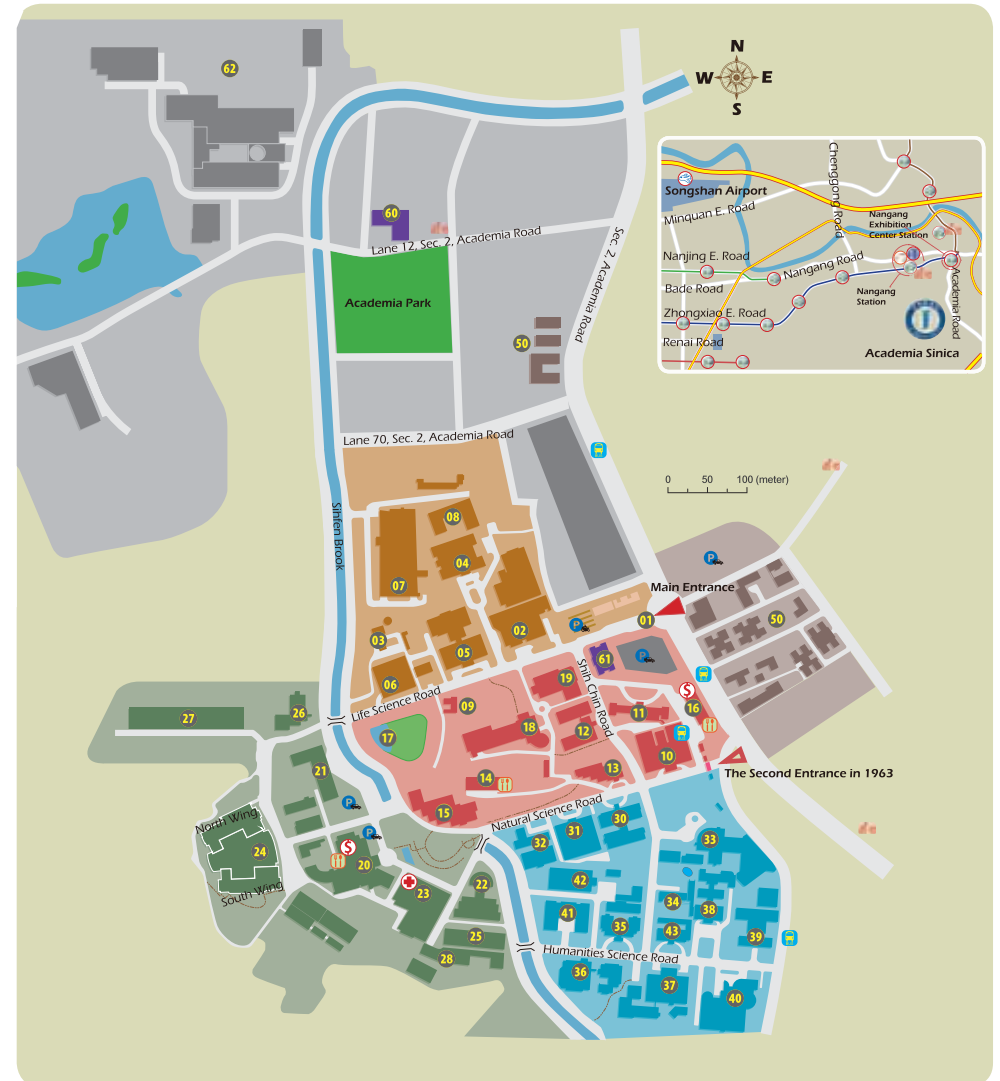 N
W E
S
62
60
Lane 12, Sec. 2, Academia Road
Sec. 2, Academia Road
Academia Park
50
Lane 70, Sec. 2, Academia Road
Songshan Airport
Minquan E. Road
Chenggong Road
Nangang
Exhibition
Center Station
Nanjing E. Road
Nangang Road
Bade Road
Nangang
Station
Academia Road
Zhongxiao E. Road
Renai Road
Academia Sinica
0 50 100 (meter)
Sihfen Brook
08
04
07
Main Entrance
01
50
P
02
P
03
05
61
P
06
19
Shih Chin Road
$
16
Life Science Road
09
11
27
26
18
12
17
10
The Second Entrance in 1963
21
14
13
P
15
Natural Science Road
North Wing
P
30
31
32
33
24
$
20
South Wing
23
22
42
34
38
41
35
43
39
25
28
Humanities Science Road
36
37
40